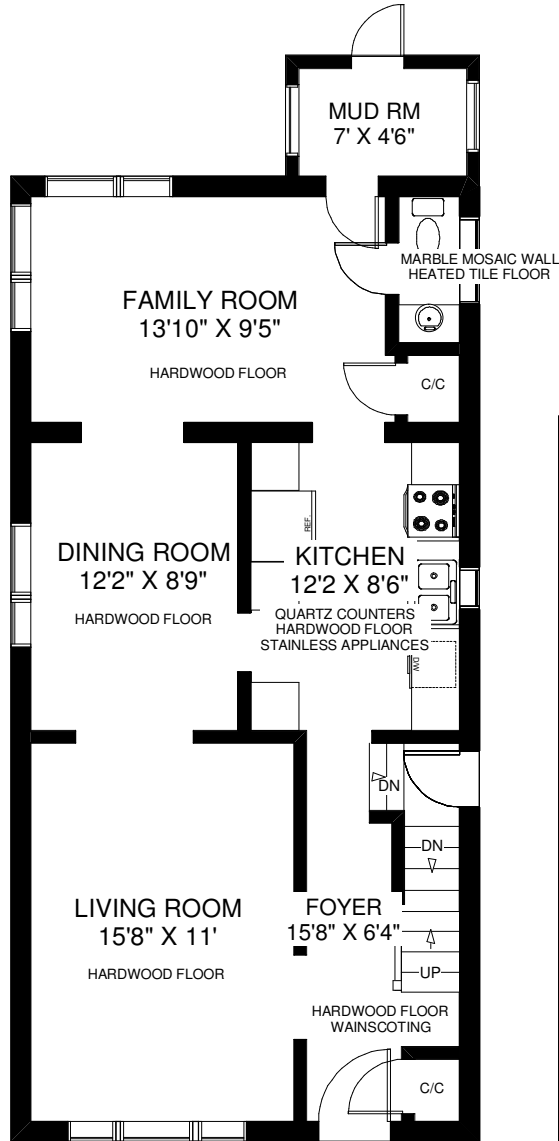 MUD RM
7' X 4'6"
MARBLE MOSAIC WALL
HEATED TILE FLOOR
FAMILY ROOM
13'10" X 9'5"
HARDWOOD FLOOR
C/C
REF.
DINING ROOM
12'2" X 8'9"
HARDWOOD FLOOR
KITCHEN
12'2 X 8'6"
QUARTZ COUNTERS
HARDWOOD FLOOR
STAINLESS APPLIANCES
D/W
DN
DN
LIVING ROOM
15'8" X 11'
HARDWOOD FLOOR
FOYER
15'8" X 6'4"
UP
HARDWOOD FLOOR
WAINSCOTING
C/C